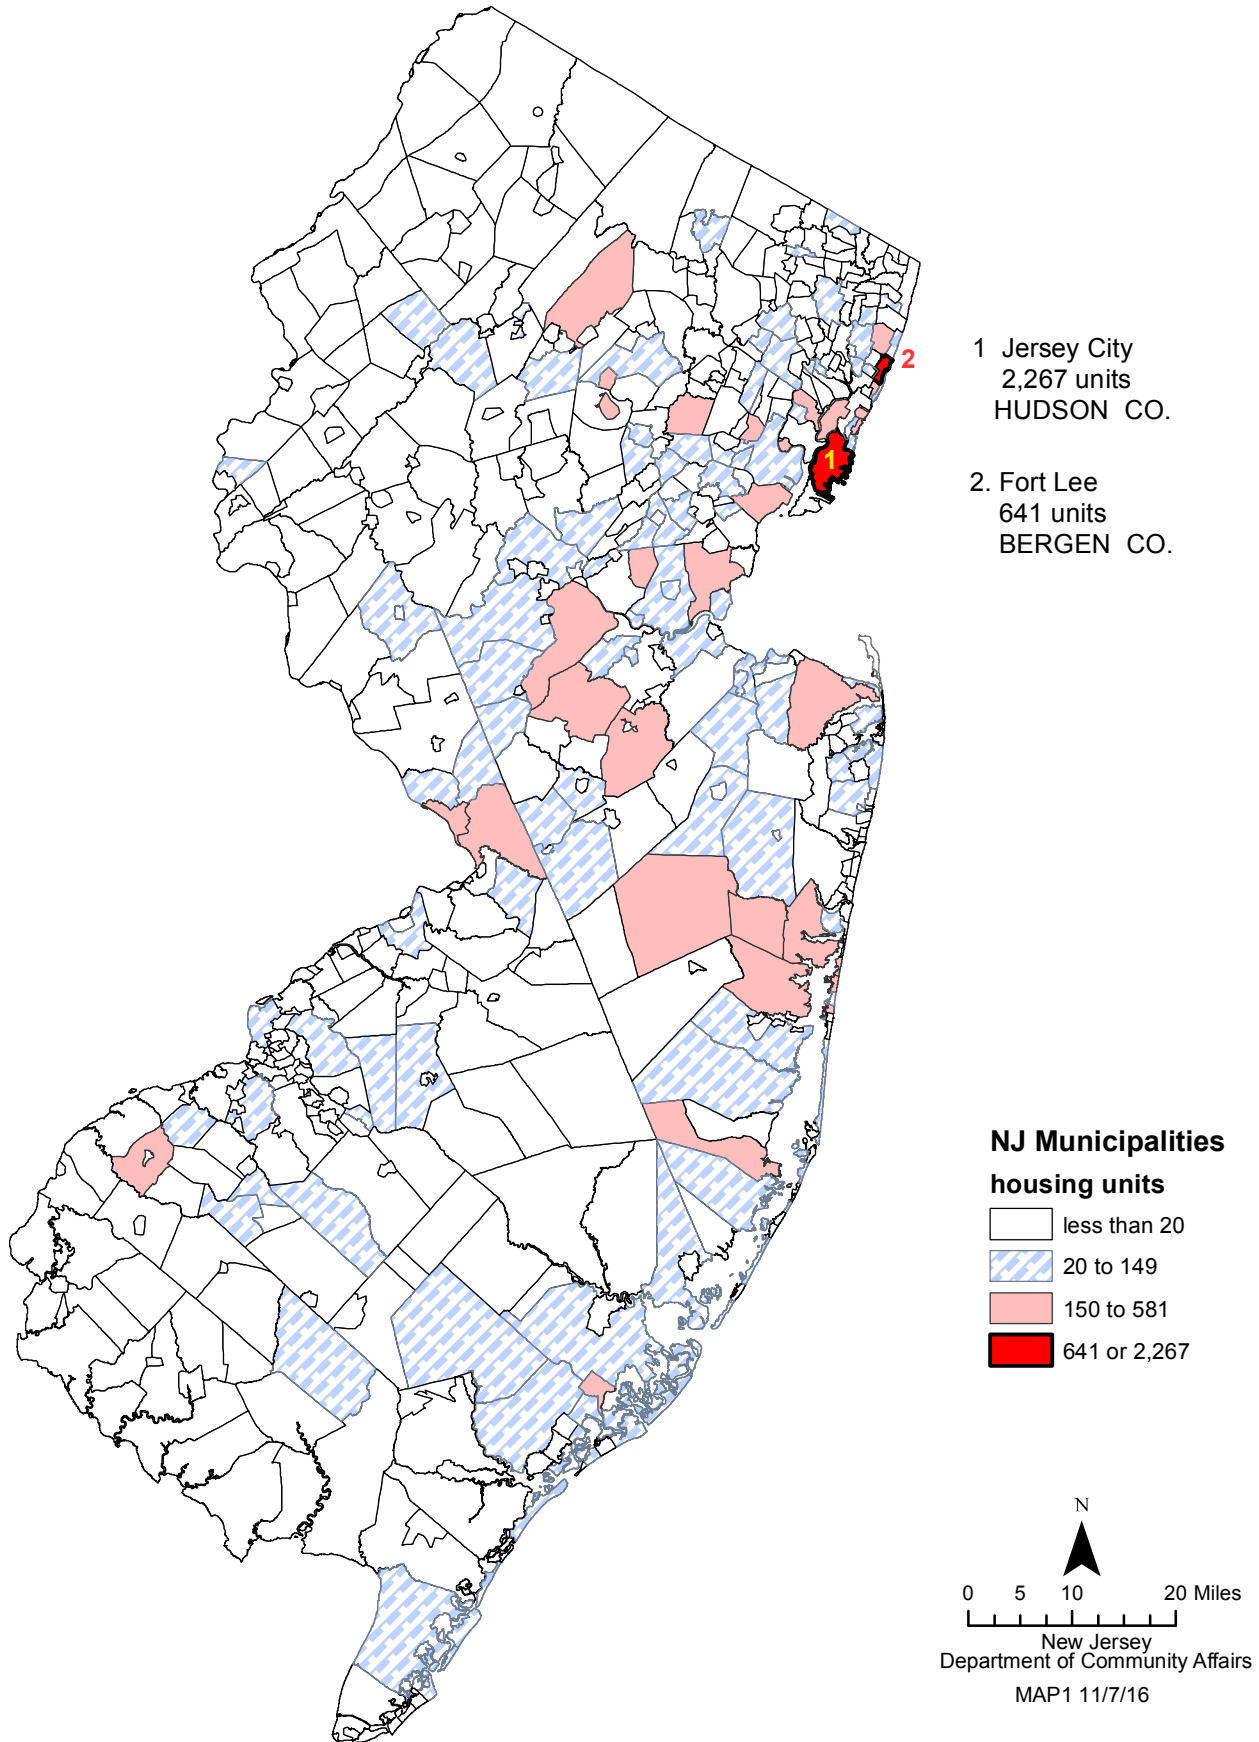 1 Jersey City
2,267 units
HUDSON CO.
2
1
2. Fort Lee
641 units
BERGEN CO.
NJ Municipalities
housing units
less than 20
20 to 149
150 to 581
641 or 2,267
N
0 5 10 20 Miles
New Jersey
Department of Community Affairs
MAP1 11/7/16